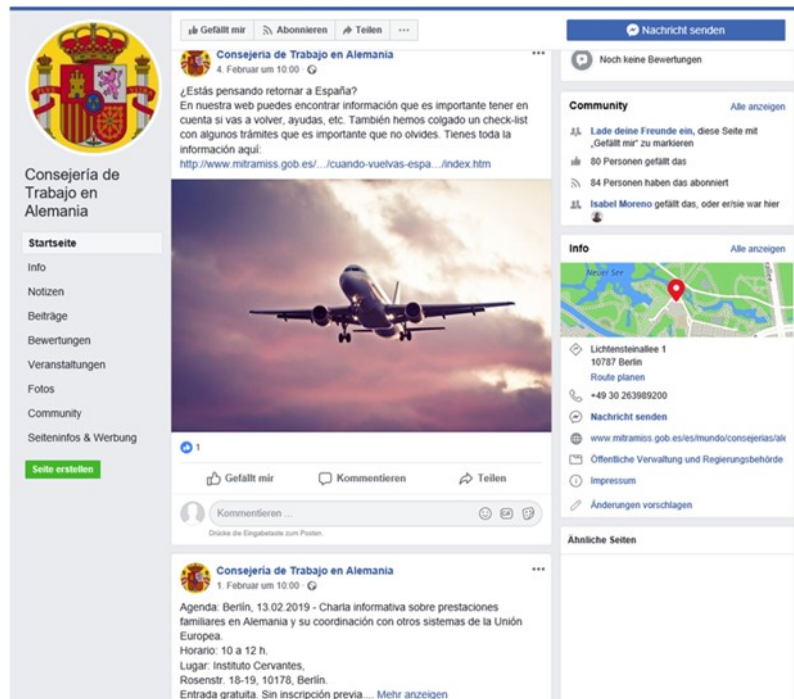 Gefällt mir
Abonnieren
Teilen
Nachricht senden
Consejería de
Trabajo en
Alemania
Startseite
Info
Notizen
Beiträge
Bewertungen
Veranstaltungen
Fotos
Community
Seiteninfos & Werbung
Seite erstellen
Consejería de Trabajo en Alemania
4. Februar um 10:00 ·
¿Estás pensando retornar a España?
En nuestra web puedes encontrar información que es importante tener en
cuenta si vas a volver, ayudas, etc. También hemos colgado un check-list
con algunos trámites que es importante que no olvides. Tienes toda la
información aquí:
http://www.mitramiss.gob.es/.../cuando-vuelvas-espa.../index.htm
1
Gefällt mir
Kommentieren
Teilen
Kommentieren ...
GIF
Drücke die Eingabetaste zum Posten.
Consejería de Trabajo en Alemania
1. Februar um 10:00 ·
Agenda: Berlín, 13.02.2019 - Charla informativa sobre prestaciones
familiares en Alemania y su coordinación con otros sistemas de la Unión
Europea.
Horario: 10 a 12 h.
Lugar: Instituto Cervantes,
Rosenstr. 18-19, 10178, Berlín.
Entrada gratuita. Sin inscripción previa.... Mehr anzeigen
Noch keine Bewertungen
Community
Alle anzeigen
Lade deine Freunde ein, diese Seite mit
„Gefällt mir“ zu markieren
80 Personen gefällt das
84 Personen haben das abonniert
Isabel Moreno gefällt das, oder er/sie war hier
Info
Alle anzeigen
Neuer See
Lichtensteinallee 1
10787 Berlin
Route planen
+49 30 263989200
Nachricht senden
www.mitramiss.gob.es/es/mundo/consejerias/ale
Öffentliche Verwaltung und Regierungsbehörde
Impressum
Änderungen vorschlagen
Ähnliche Seiten